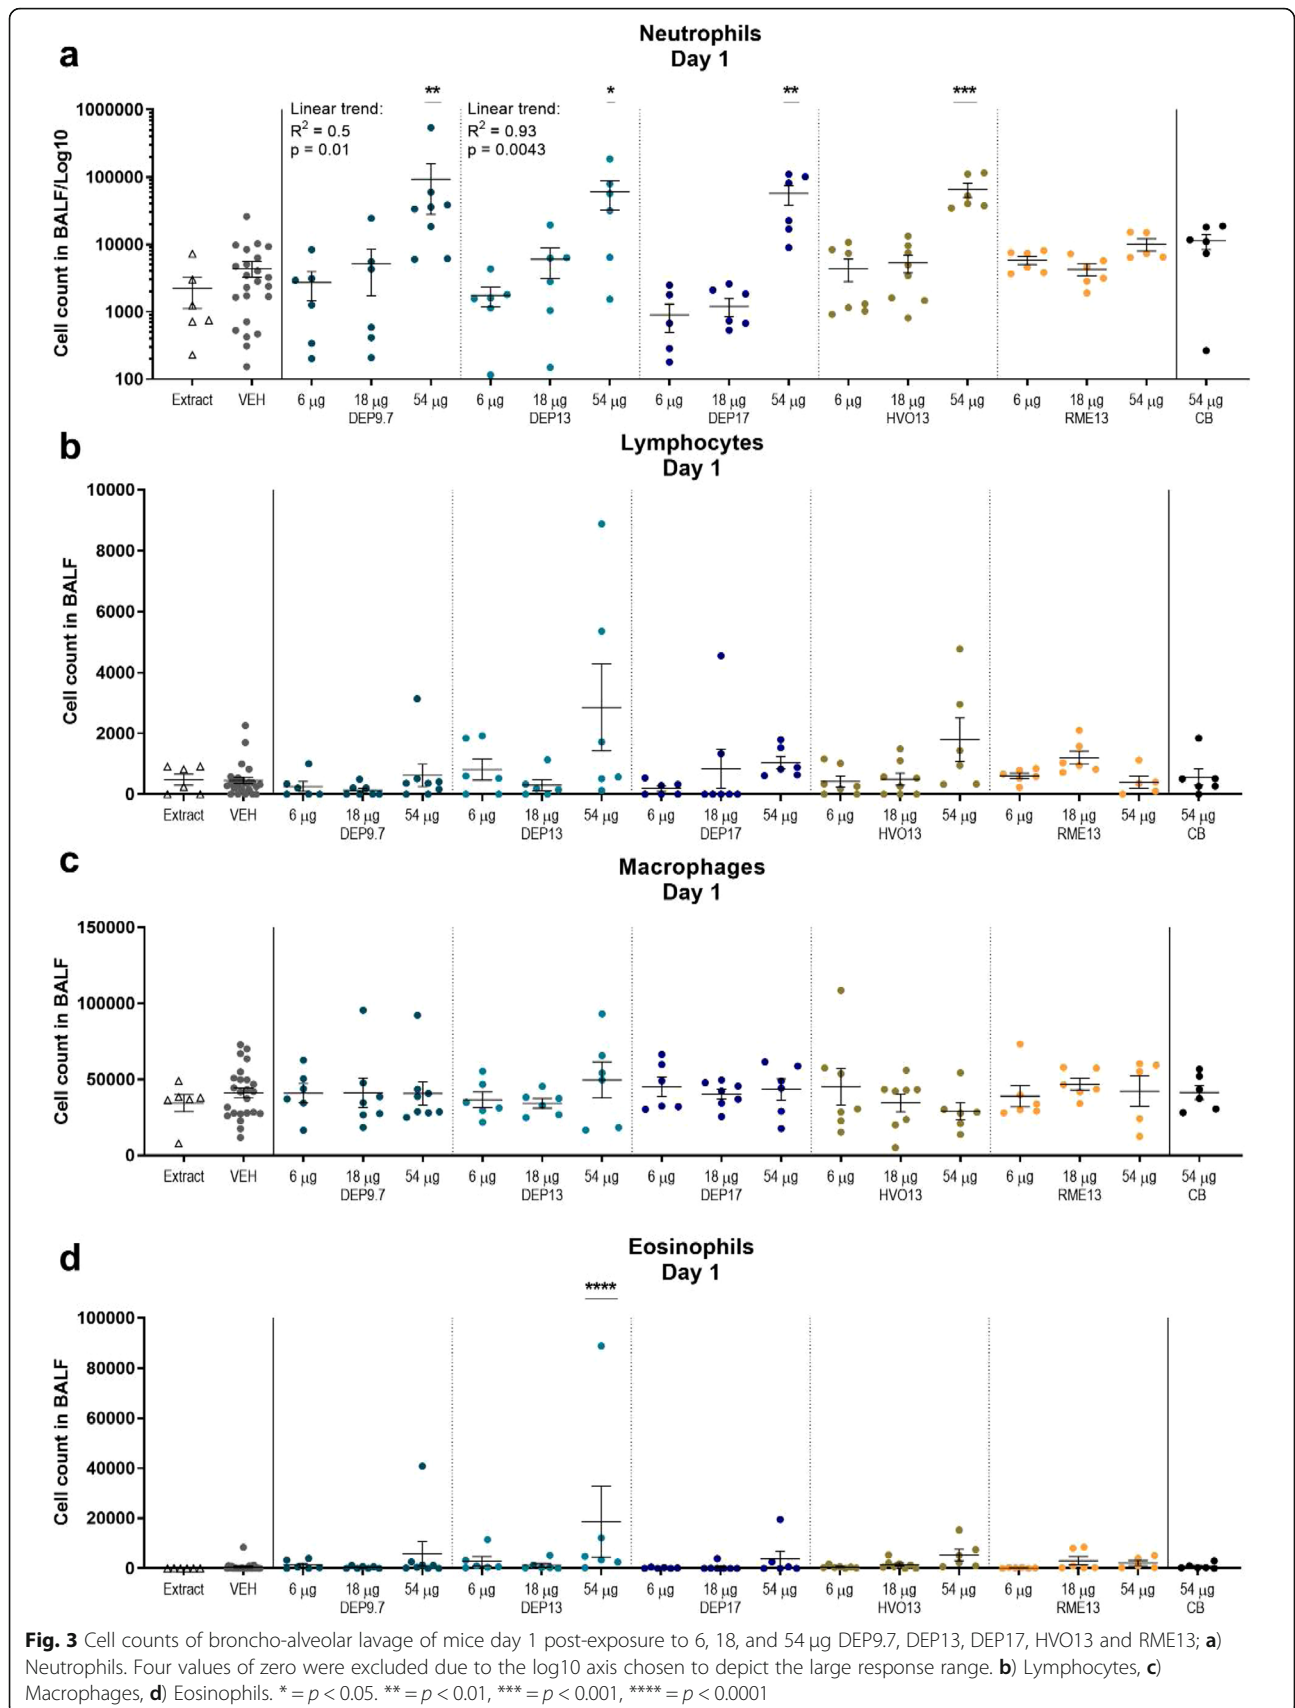 a
Neutrophils
Day 1
** * ** ***
Linear trend:
R2 = 0.5
p = 0.01
Linear trend:
R2 = 0.93
p = 0.0043
Cell count in BALF/Log10
1000000
100000
10000
1000
100
Extract VEH 6 µg 18 µg 54 µg 6 µg 18 µg 54 µg 6 µg 18 µg 54 µg 6 µg 18 µg 54 µg 6 µg 18 µg 54 µg 54 µg
DEP9.7 DEP13 DEP17 HVO13 RME13 CB
b
Lymphocytes
Day 1
Cell count in BALF
10000
8000
6000
4000
2000
0
Extract VEH 6 µg 18 µg 54 µg 6 µg 18 µg 54 µg 6 µg 18 µg 54 µg 6 µg 18 µg 54 µg 6 µg 18 µg 54 µg 54 µg
DEP9.7 DEP13 DEP17 HVO13 RME13 CB
c
Macrophages
Day 1
Cell count in BALF
150000
100000
50000
0
Extract VEH 6 µg 18 µg 54 µg 6 µg 18 µg 54 µg 6 µg 18 µg 54 µg 6 µg 18 µg 54 µg 6 µg 18 µg 54 µg 54 µg
DEP9.7 DEP13 DEP17 HVO13 RME13 CB
d
Eosinophils
Day 1
****
Cell count in BALF
100000
80000
60000
40000
20000
0
Extract VEH 6 µg 18 µg 54 µg 6 µg 18 µg 54 µg 6 µg 18 µg 54 µg 6 µg 18 µg 54 µg 6 µg 18 µg 54 µg 54 µg
DEP9.7 DEP13 DEP17 HVO13 RME13 CB
Fig. 3 Cell counts of broncho-alveolar lavage of mice day 1 post-exposure to 6, 18, and 54 µg DEP9.7, DEP13, DEP17, HVO13 and RME13; a)
Neutrophils. Four values of zero were excluded due to the log10 axis chosen to depict the large response range. b) Lymphocytes, c)
Macrophages, d) Eosinophils. * = p < 0.05. ** = p < 0.01, *** = p < 0.001, **** = p < 0.0001